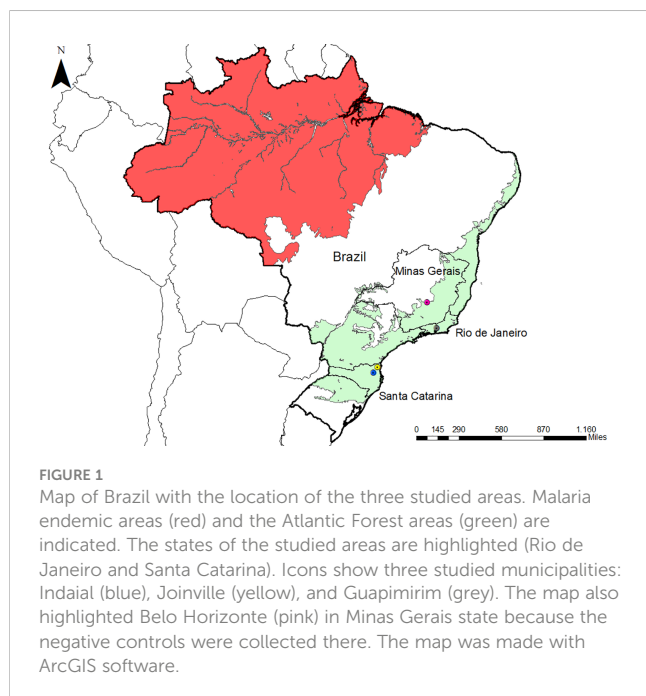 N
Brazil
Minas Gerais
Rio de Janeiro
Santa Catarina
0 145 290 580 870 1.160
Miles
FIGURE 1
Map of Brazil with the location of the three studied areas. Malaria
endemic areas (red) and the Atlantic Forest areas (green) are
indicated. The states of the studied areas are highlighted (Rio de
Janeiro and Santa Catarina). Icons show three studied municipalities:
Indaial (blue), Joinville (yellow), and Guapimirim (grey). The map also
highlighted Belo Horizonte (pink) in Minas Gerais state because the
negative controls were collected there. The map was made with
ArcGIS software.